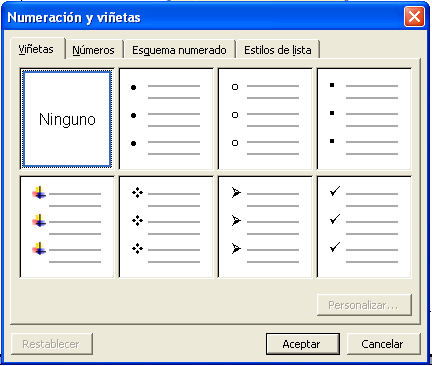 Numeración y viñetas
Viñetas Números Esquema numerado Estilos de lista
Ninguno
Personalizar...
Restablecer Aceptar Cancelar